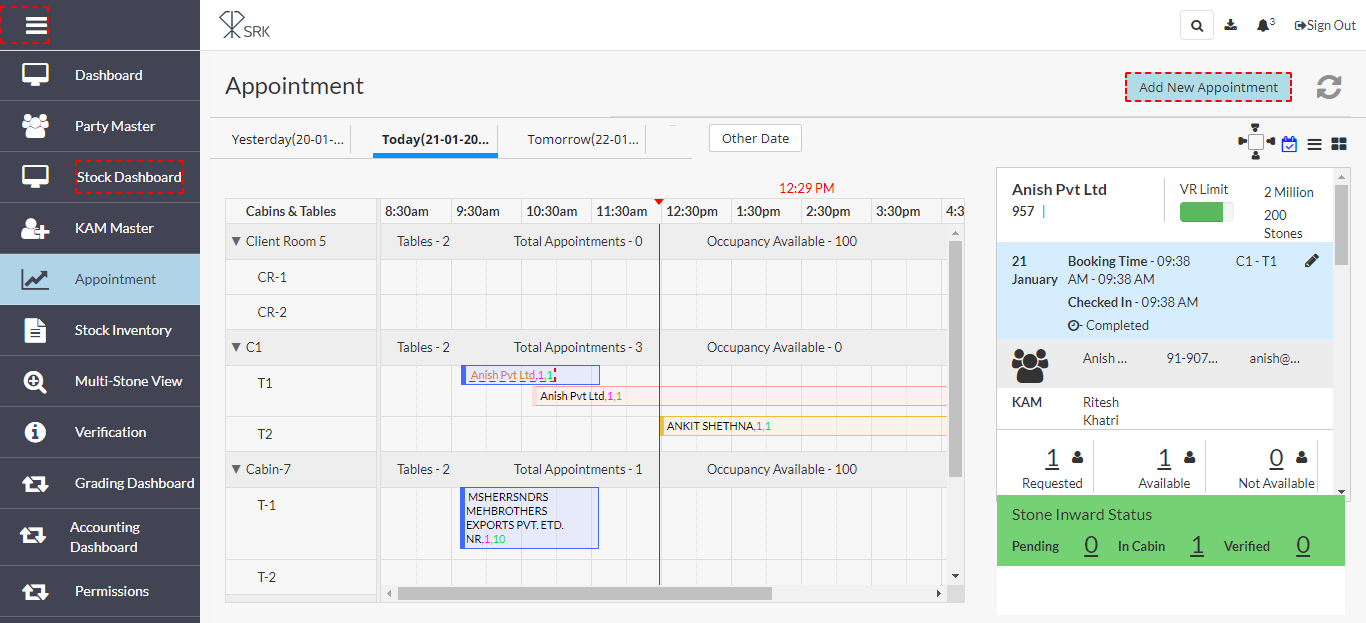 SRK
3
Sign Out
Dashboard
Party Master
Stock Dashboard
KAM Master
Appointment
Stock Inventory
Multi-Stone View
Verification
Grading Dashboard
Accounting
Dashboard
Permissions
Appointment
Add New Appointment
Yesterday(20-01-...
Today(21-01-20...
Tomorrow(22-01...
Other Date
12:29 PM
Cabins & Tables
8:30am 9:30am 10:30am 11:30am 12:30pm 1:30pm 2:30pm 3:30pm 4:3
Client Room 5 Tables - 2 Total Appointments - 0 Occupancy Available - 100
CR-1
CR-2
C1 Tables - 2 Total Appointments - 3 Occupancy Available - 0
T1
Anish Pvt Ltd,1,1
Anish Pvt Ltd,1,1
T2
ANKIT SHETHNA,1,1
Cabin-7 Tables - 2 Total Appointments - 1 Occupancy Available - 100
T-1
MSHERRSNDRS
MEHBROTHERS
EXPORTS PVT. ETD.
NR,1,10
T-2
Anish Pvt Ltd
957 |
VR Limit
2 Million
200
Stones
21
January
Booking Time - 09:38
AM - 09:38 AM
Checked In - 09:38 AM
- Completed
C1 - T1
Anish ... 91-907... anish@...
KAM
Ritesh
Khatri
1 1 0
Requested Available Not Available
Stone Inward Status
Pending 0 In Cabin 1 Verified 0